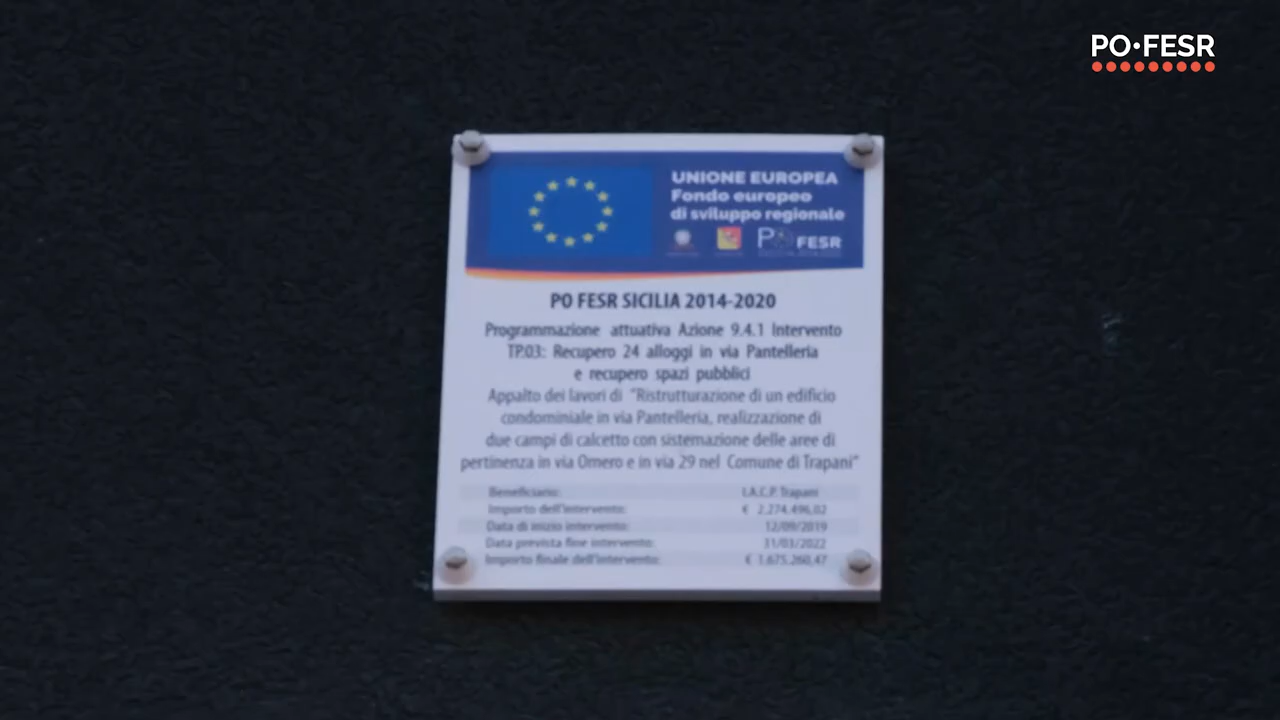 PO•FESR
UNIONE EUROPEA
Fondo europeo
di sviluppo regionale
PO FESR
PO FESR SICILIA 2014-2020
Programmazione attuativa Azione 9.4.1 Intervento
TP.03: Recupero 24 alloggi in via Pantelleria
e recupero spazi pubblici
Appalto dei lavori di "Ristrutturazione di un edificio
condominiale in via Pantelleria, realizzazione di
due campi di calcetto con sistemazione delle aree di
pertinenza in via Omero e in via 29 nel Comune di Trapani"
Beneficiario: I.A.C.P. Trapani
Importo dell'intervento: € 2.274.496,02
Data di inizio intervento: 12/09/2019
Data prevista fine intervento: 31/03/2022
Importo finale dell'intervento: € 1.675.260,47